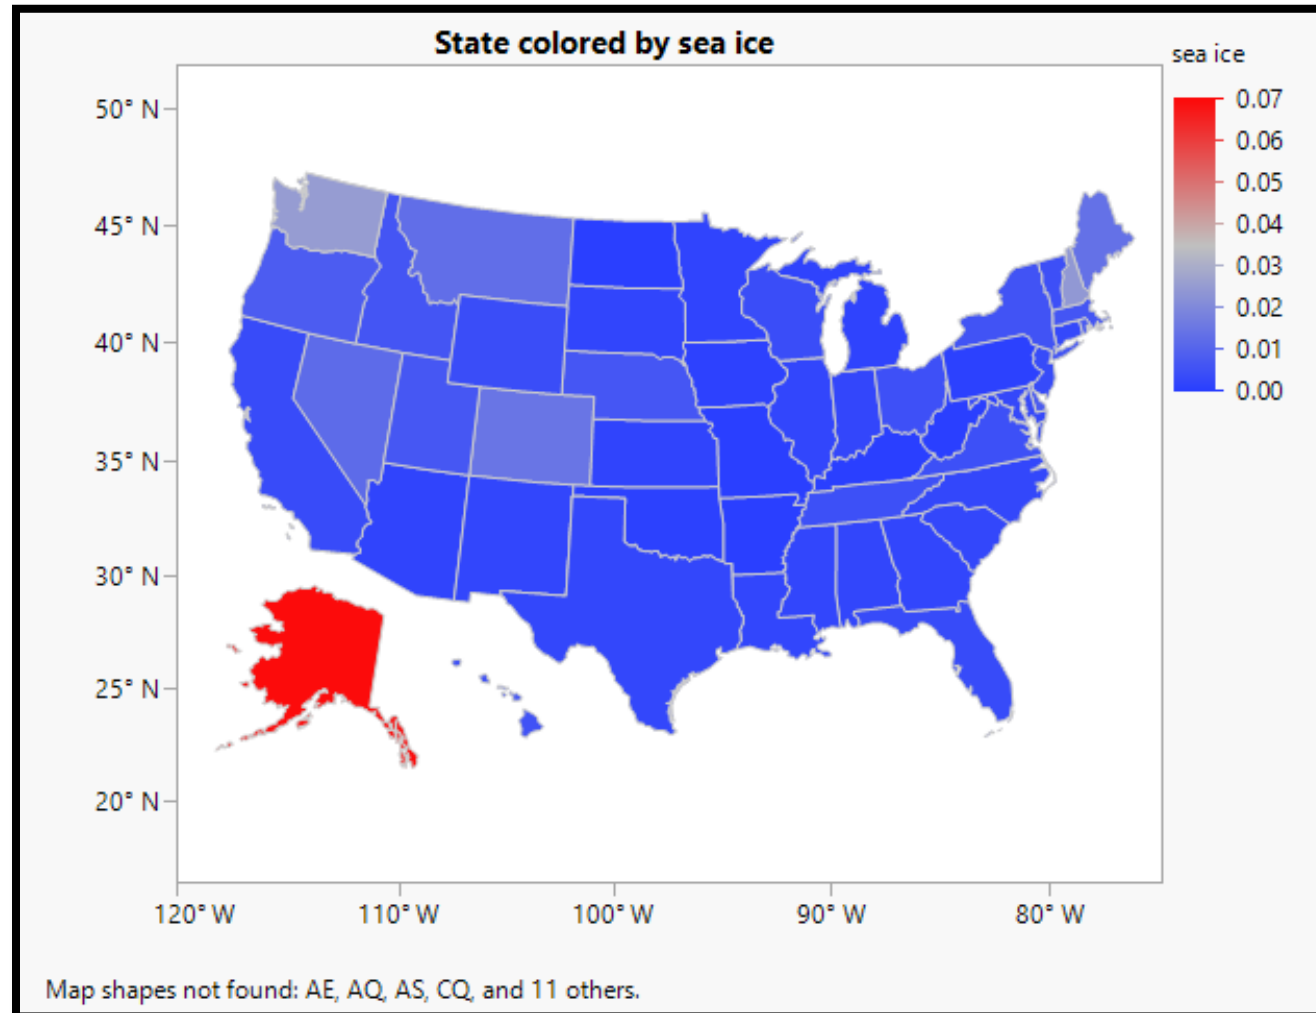 State colored by sea ice
sea ice
0.07
0.06
0.05
0.04
0.03
0.02
0.01
0.00
50° N
45° N
40° N
35° N
30° N
25° N
20° N
120° W 110° W 100° W 90° W 80° W
Map shapes not found: AE, AQ, AS, CQ, and 11 others.